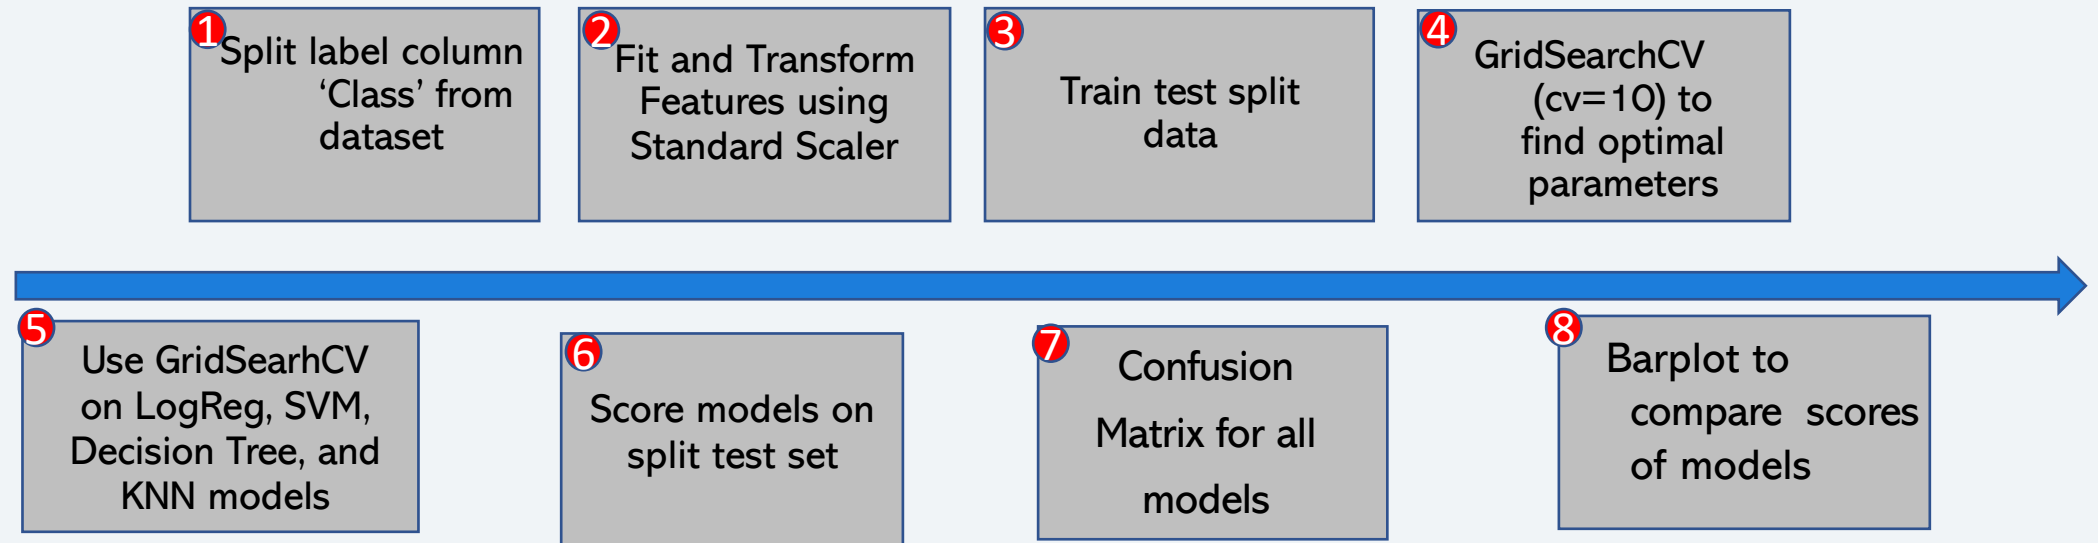 1
Split label column
‘Class’ from
dataset
2
Fit and Transform
Features using
Standard Scaler
3
Train test split
data
4
GridSearchCV
(cv=10) to
find optimal
parameters
5
Use GridSearhCV
on LogReg, SVM,
Decision Tree, and
KNN models
6
Score models on
split test set
7
Confusion
Matrix for all
models
8
Barplot to
compare scores
of models